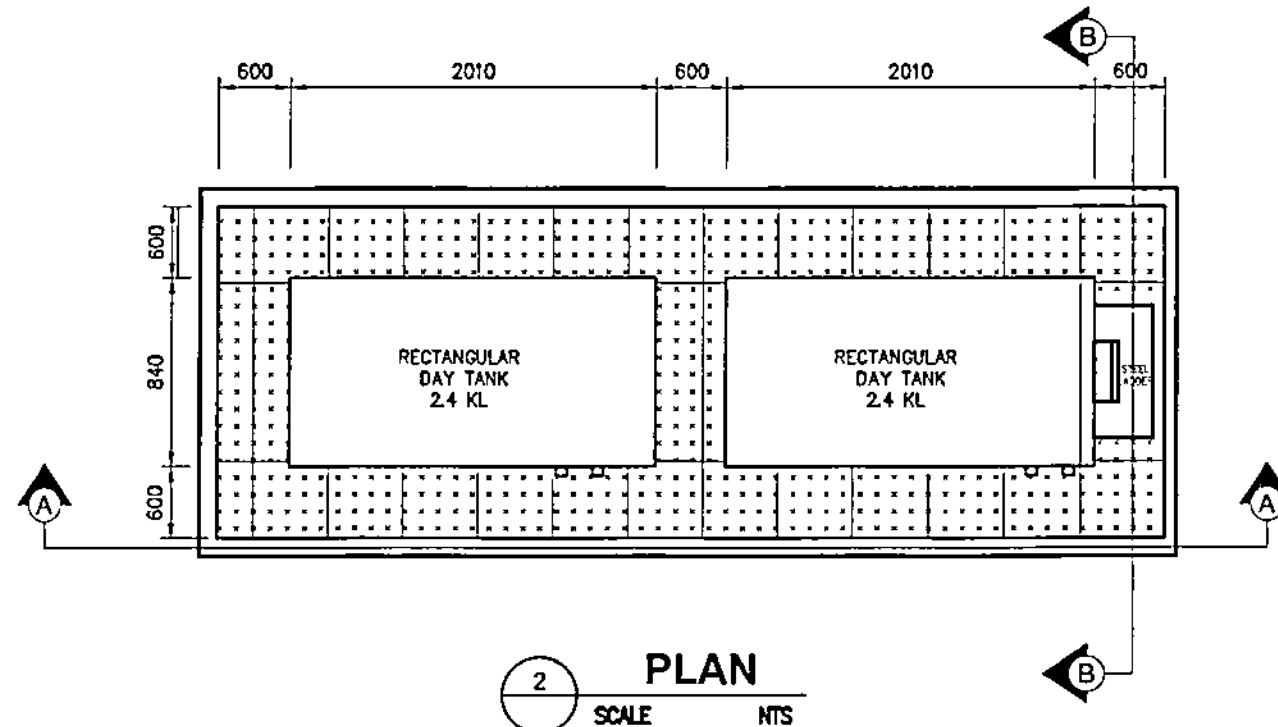 B
600 2010 600 2010 600
600
RECTANGULAR
DAY TANK
2.4 KL
RECTANGULAR
DAY TANK
2.4 KL
840
600
A
A
B
2
PLAN
SCALE NTS